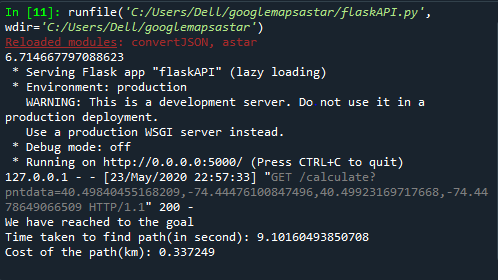 In [11]: runfile('C:/Users/Dell/googlemapsastar/flaskAPI.py',
wdir='C:/Users/Dell/googlemapsastar')
Reloaded modules: convertJSON, astar
6.714667797088623
 * Serving Flask app "flaskAPI" (lazy loading)
 * Environment: production
   WARNING: This is a development server. Do not use it in a
production deployment.
   Use a production WSGI server instead.
 * Debug mode: off
 * Running on http://0.0.0.0:5000/ (Press CTRL+C to quit)
127.0.0.1 - - [23/May/2020 22:57:33] "GET /calculate?
pntdata=40.49840455168209,-74.44476100847496,40.49923169717668,-74.44
78649066509 HTTP/1.1" 200 -
We have reached to the goal
Time taken to find path(in second): 9.10160493850708
Cost of the path(km): 0.337249